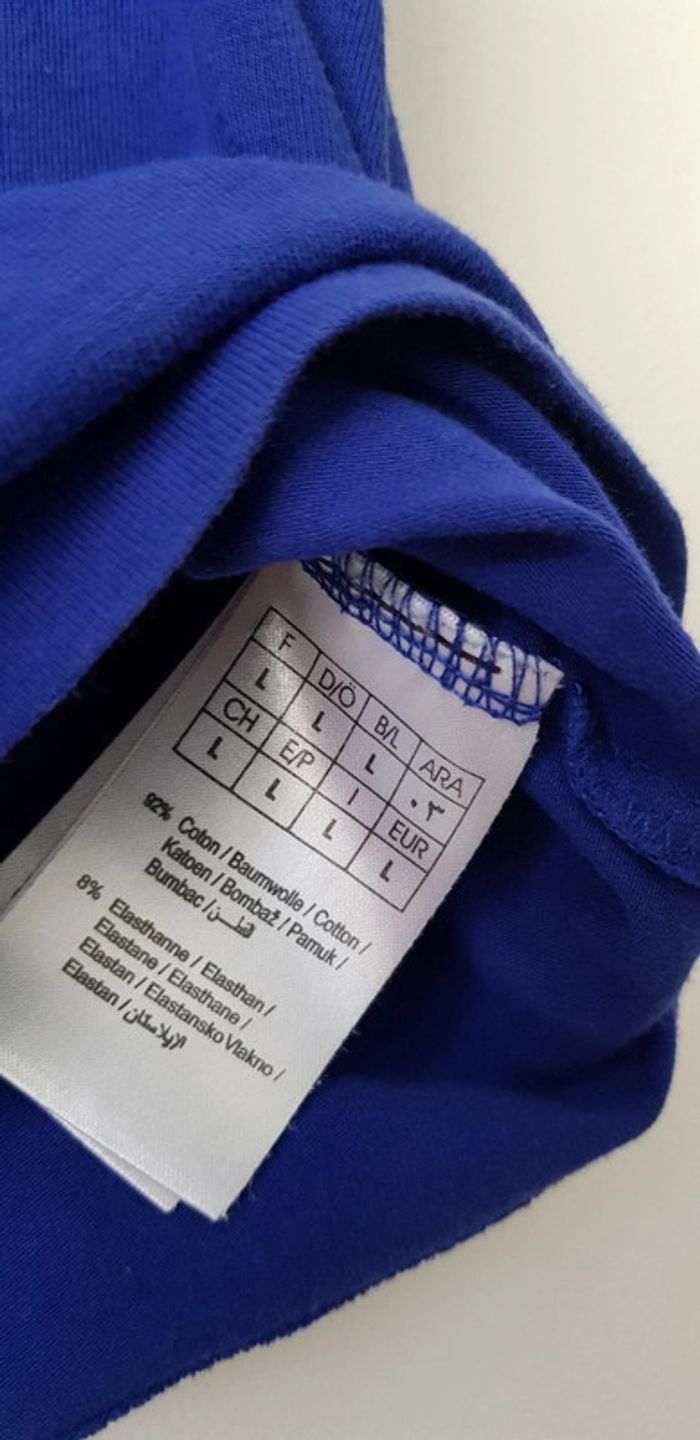 F D/Ö B/L ARA
L L L ٠٣
CH E/P I EUR
L L L L
92% Coton / Baumwolle / Cotton /
Katoen / Bombaž / Pamuk /
Bumbac / قطن
8% Elasthanne / Elasthan /
Elastane / Elasthane /
Elastan / Elastansko Vlakno /
Elastan / الإيلاستان